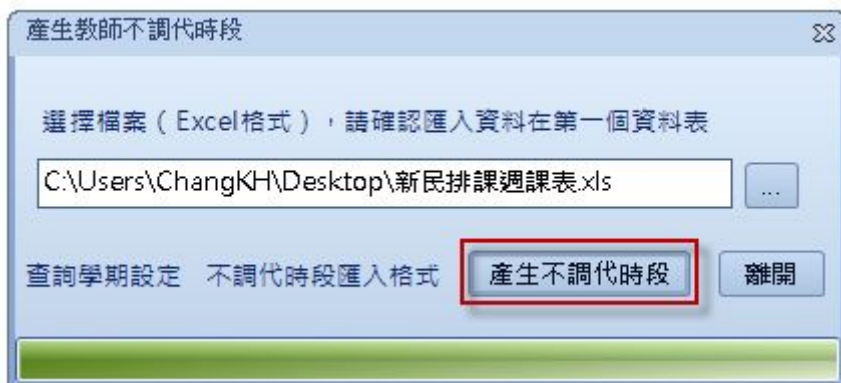 產生教師不調代時段
選擇檔案（Excel格式），請確認匯入資料在第一個資料表
C:\Users\ChangKH\Desktop\新民排課週課表.xls ...
查詢學期設定 不調代時段匯入格式 產生不調代時段 離開